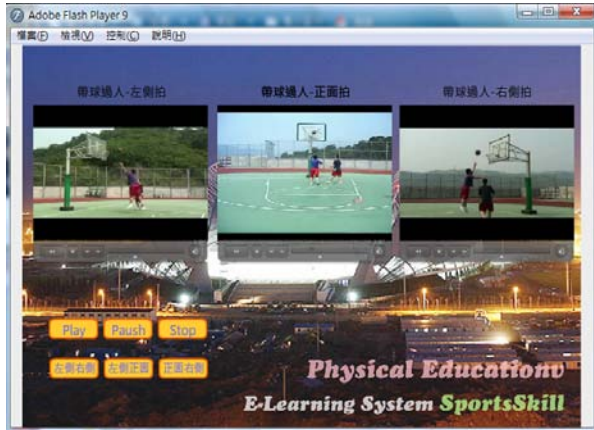 Adobe Flash Player 9
檔案(F) 檢視(V) 控制(C) 說明(H)
帶球過人-左側拍 帶球過人-正面拍 帶球過人-右側拍
Play Paush Stop
左側右側 左側正面 正面右側
Physical Educationv
E-Learning System SportsSkill